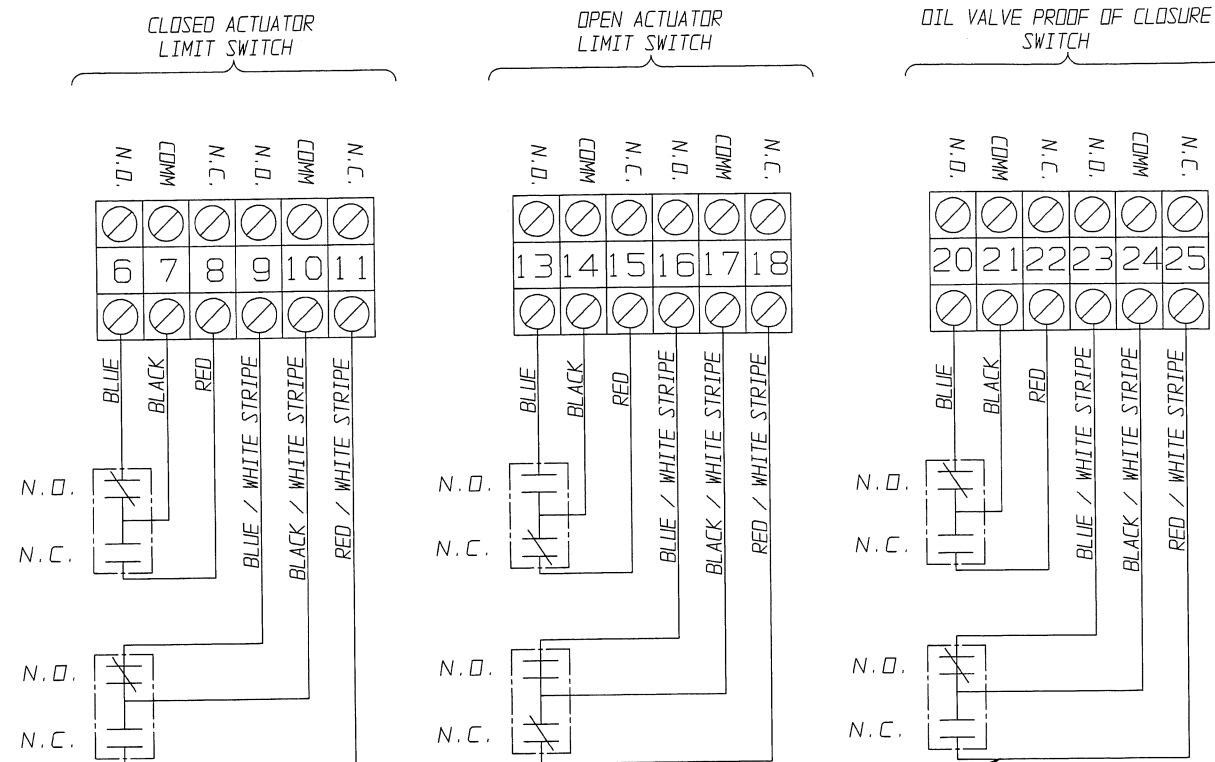 CLOSED ACTUATOR
LIMIT SWITCH
OPEN ACTUATOR
LIMIT SWITCH
OIL VALVE PROOF OF CLOSURE
SWITCH
N.O. COMM N.C. N.O. COMM N.C.
N.O. COMM N.C. N.O. COMM N.C.
N.O. COMM N.C. N.O. COMM N.C.
6 7 8 9 10 11
13 14 15 16 17 18
20 21 22 23 24 25
BLUE
BLACK
RED
BLUE / WHITE STRIPE
BLACK / WHITE STRIPE
RED / WHITE STRIPE
BLUE
BLACK
RED
BLUE / WHITE STRIPE
BLACK / WHITE STRIPE
RED / WHITE STRIPE
BLUE
BLACK
RED
BLUE / WHITE STRIPE
BLACK / WHITE STRIPE
RED / WHITE STRIPE
N.O.
N.C.
N.O.
N.C.
N.O.
N.C.
N.O.
N.C.
N.O.
N.C.
N.O.
N.C.